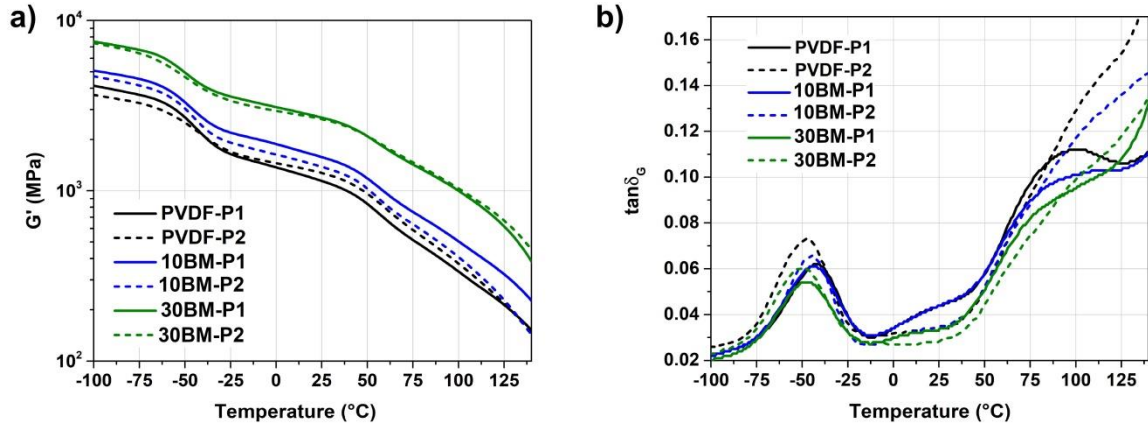 a)
10⁴
10³
10²
G' (MPa)
PVDF-P1
PVDF-P2
10BM-P1
10BM-P2
30BM-P1
30BM-P2
-100 -75 -50 -25 0 25 50 75 100 125
Temperature (°C)
b)
0.16
0.14
0.12
0.10
0.08
0.06
0.04
0.02
tanδG
PVDF-P1
PVDF-P2
10BM-P1
10BM-P2
30BM-P1
30BM-P2
-100 -75 -50 -25 0 25 50 75 100 125
Temperature (°C)